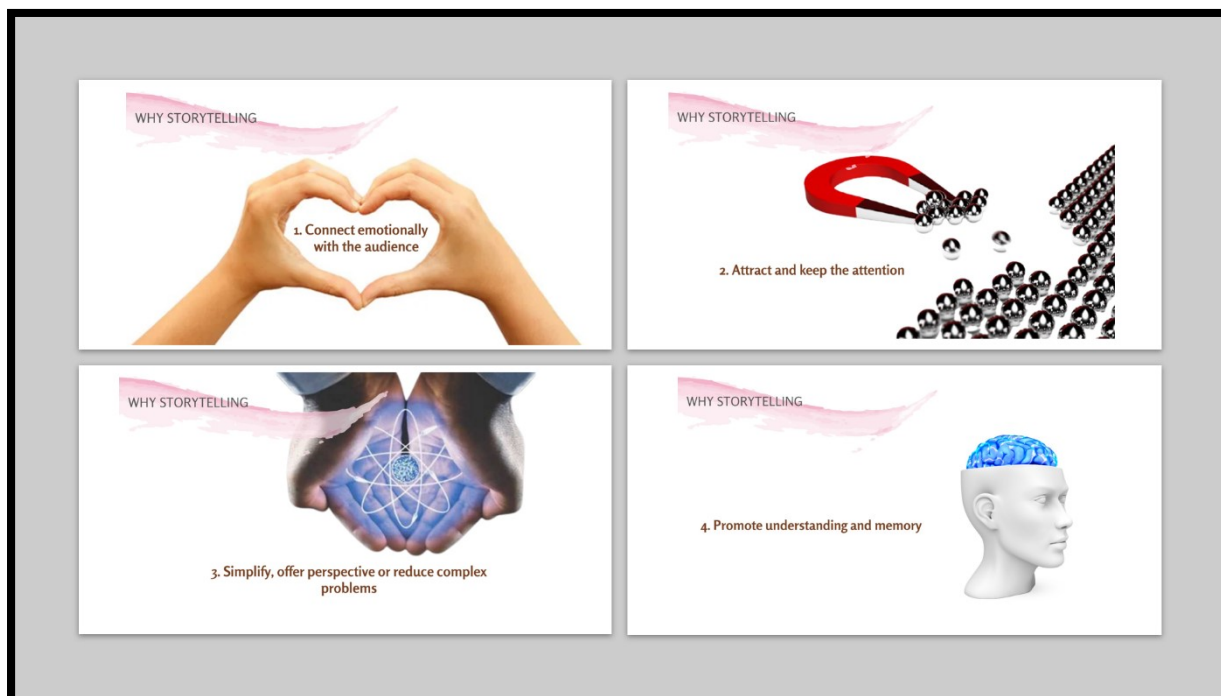 WHY STORYTELLING
1. Connect emotionally
with the audience
WHY STORYTELLING
2. Attract and keep the attention
WHY STORYTELLING
3. Simplify, offer perspective or reduce complex
problems
WHY STORYTELLING
4. Promote understanding and memory